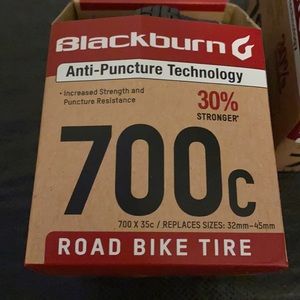 Blackburn
Anti-Puncture Technology
• Increased Strength and
Puncture Resistance
30%
STRONGER*
700c
700 X 35c / REPLACES SIZES: 32mm–45mm
ROAD BIKE TIRE